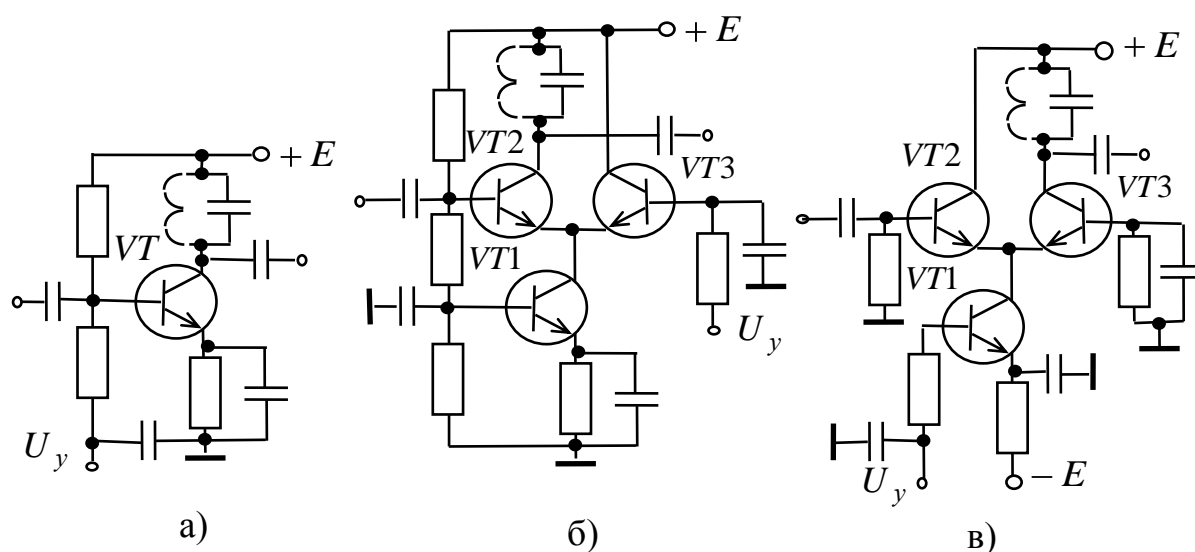 + E
VT
U y
а)
+ E
VT2
VT3
VT1
U y
б)
+ E
VT2
VT3
VT1
U y
− E
в)